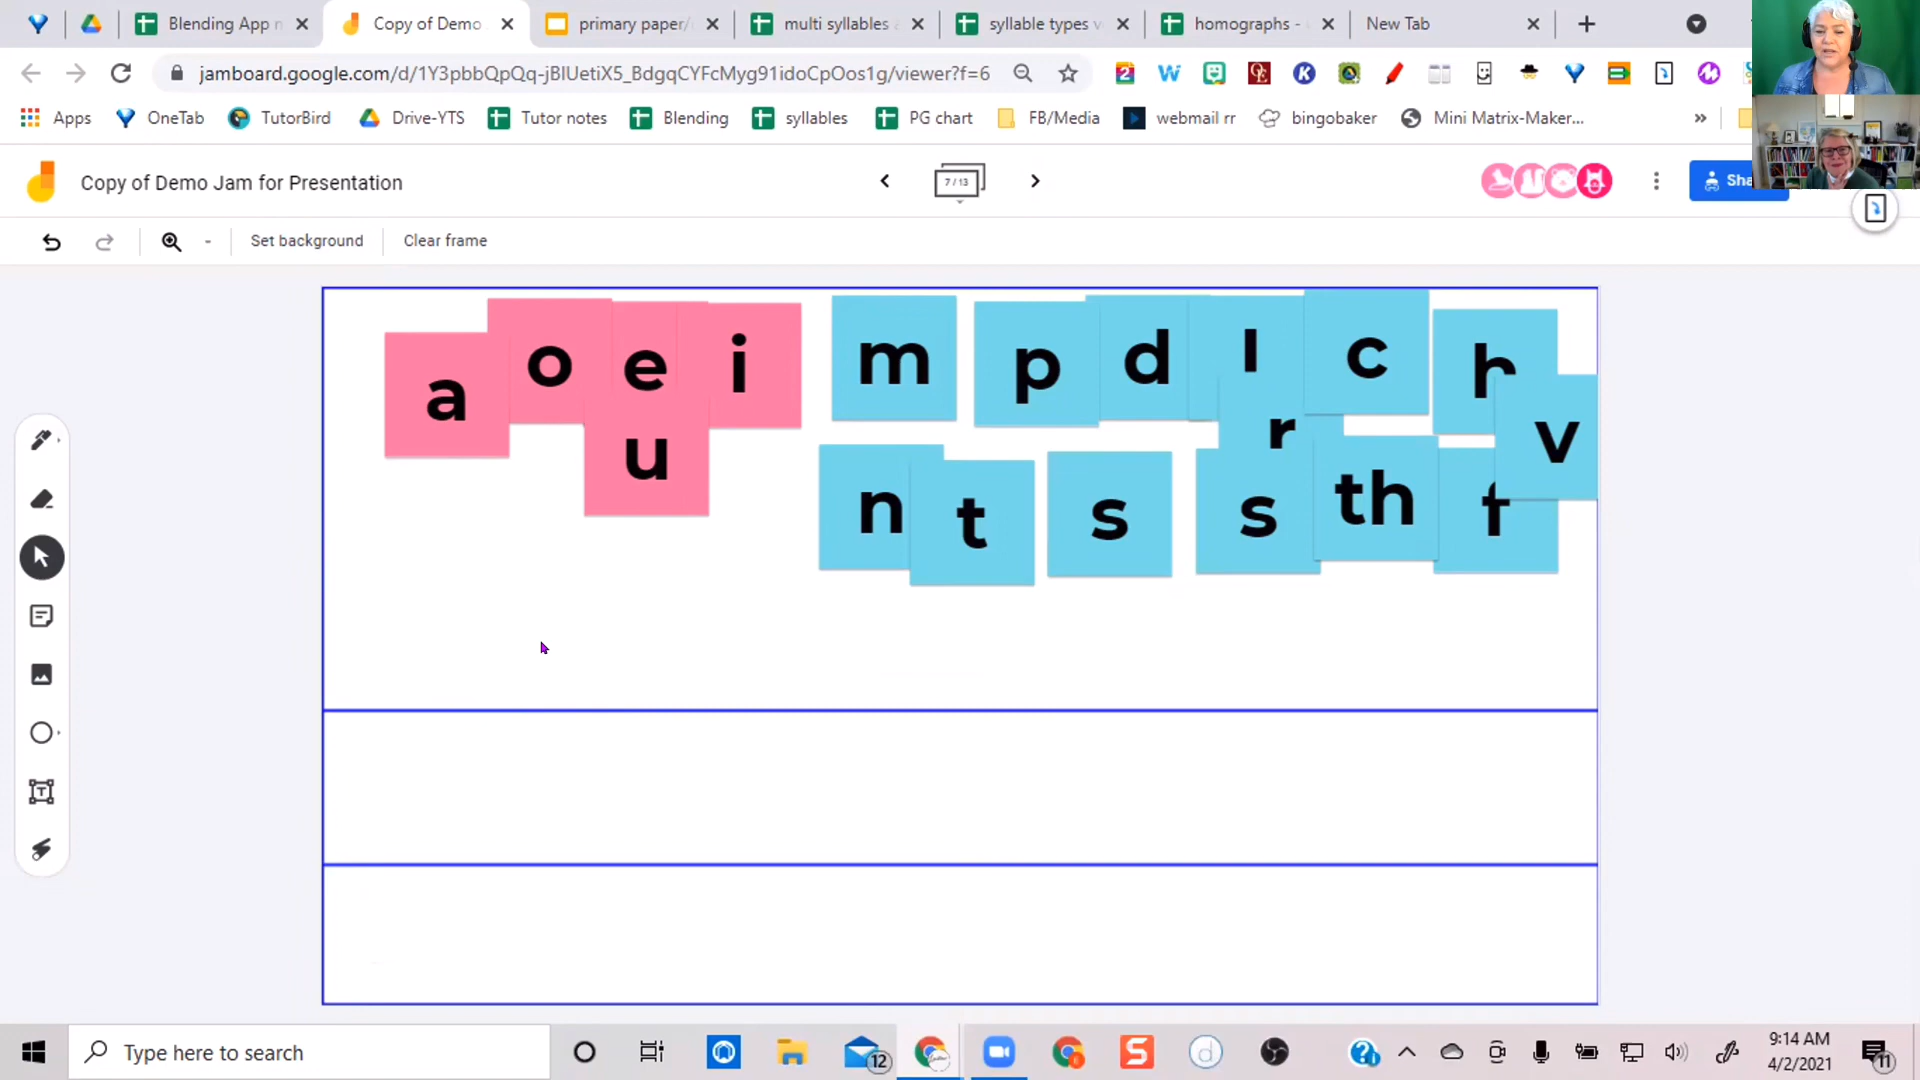 Blending App n
Copy of Demo
primary paper/
multi syllables
syllable types v
homographs -
New Tab
jamboard.google.com/d/1Y3pbbQpQq-jBlUetiX5_BdgqCYFcMyg91idoCpOos1g/viewer?f=6
Apps
OneTab
TutorBird
Drive-YTS
Tutor notes
Blending
syllables
PG chart
FB/Media
webmail rr
bingobaker
Mini Matrix-Maker...
»
Copy of Demo Jam for Presentation
7 / 13
Sha
Set background
Clear frame
a o e i m p d l c h
u r v
n t s s th f
Type here to search
12
9:14 AM
4/2/2021
11